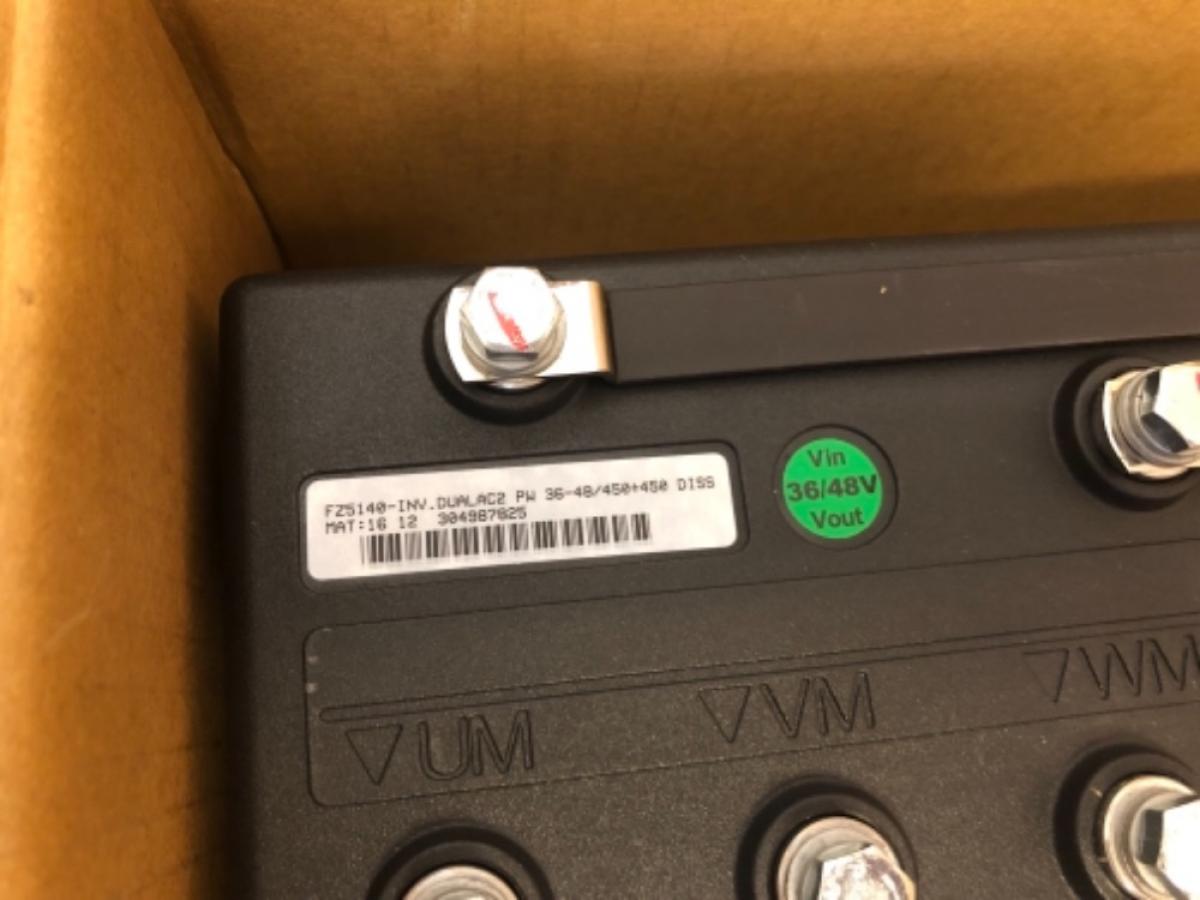 FZ5140-INV.DUALAC2 PW 36-48/450+450 DISS
MAT:16 12 304987825
Vin
36/48V
Vout
▽UM
▽VM
▽WM